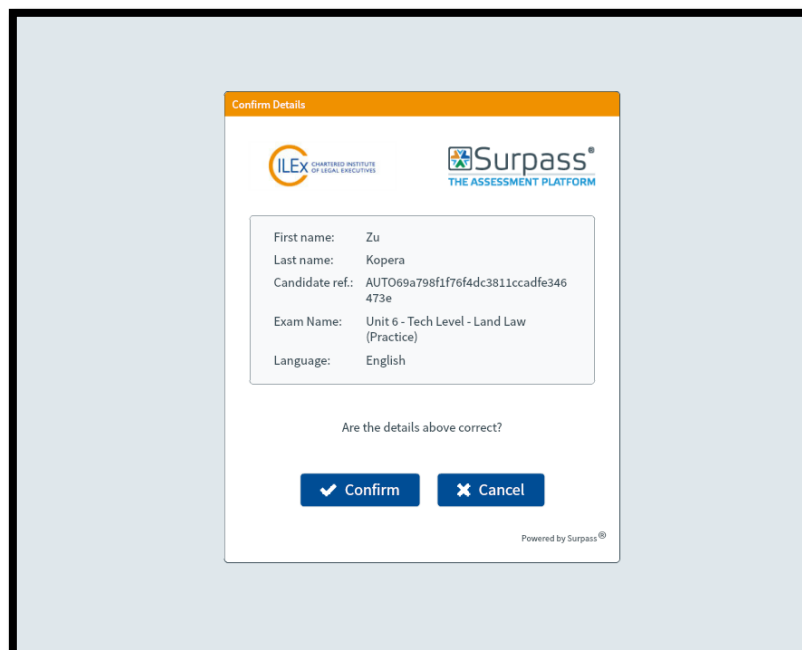 Confirm Details
CILEx CHARTERED INSTITUTE
OF LEGAL EXECUTIVES
Surpass®
THE ASSESSMENT PLATFORM
First name: Zu
Last name: Kopera
Candidate ref.: AUTO69a798f1f76f4dc3811ccadfe346
473e
Exam Name: Unit 6 - Tech Level - Land Law
(Practice)
Language: English
Are the details above correct?
Confirm Cancel
Powered by Surpass®